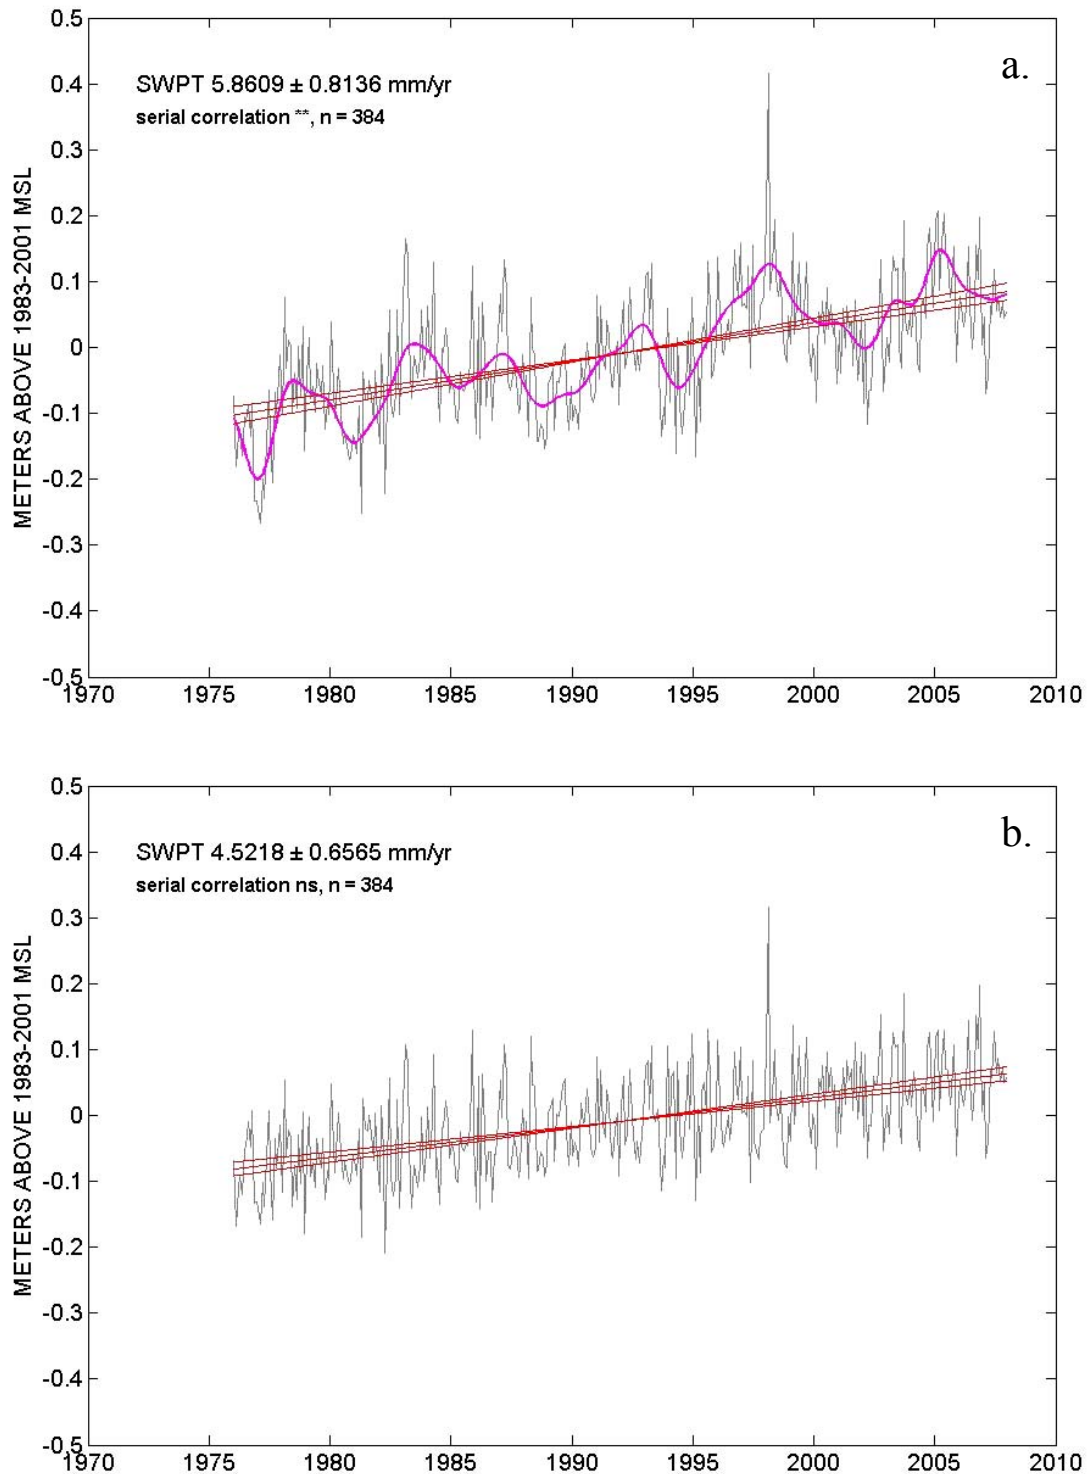 a.
SWPT 5.8609 ± 0.8136 mm/yr
serial correlation **, n = 384
METERS ABOVE 1983-2001 MSL
0.5
0.4
0.3
0.2
0.1
0
-0.1
-0.2
-0.3
-0.4
-0.5
1970 1975 1980 1985 1990 1995 2000 2005 2010
b.
SWPT 4.5218 ± 0.6565 mm/yr
serial correlation ns, n = 384
METERS ABOVE 1983-2001 MSL
0.5
0.4
0.3
0.2
0.1
0
-0.1
-0.2
-0.3
-0.4
-0.5
1970 1975 1980 1985 1990 1995 2000 2005 2010